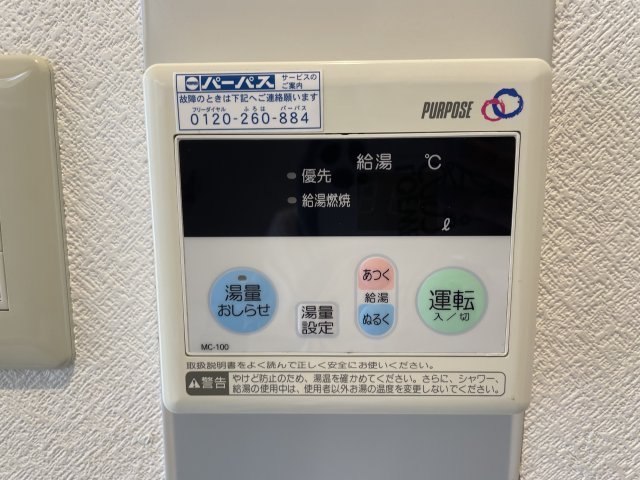 パーパス サービスのご案内
故障のときは下記へご連絡願います
フリーダイヤル ふろは パーパス
0120-260-884
PURPOSE
給湯 ℃
優先
給湯燃焼
ℓ
湯量
おしらせ
湯量
設定
あつく
給湯
ぬるく
運転
入／切
MC-100
取扱説明書をよく読んで正しく安全にお使いください。
警告 やけど防止のため、湯温を確かめてください。さらに、シャワー、
給湯の使用中は、使用者以外お湯の温度を変更しないでください。